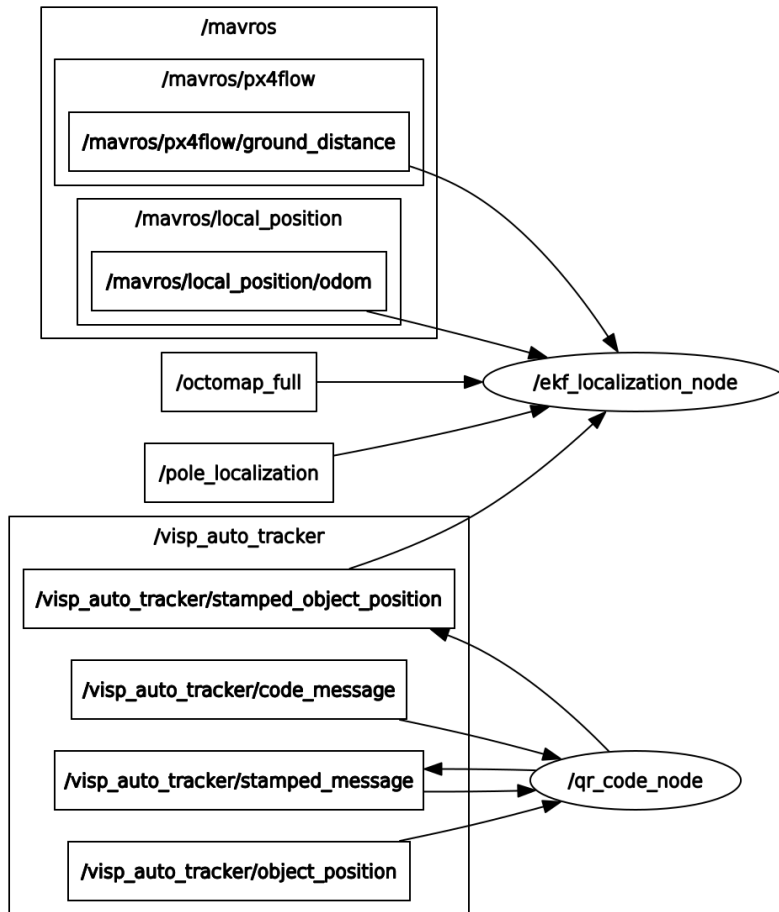 /mavros
/mavros/px4flow
/mavros/px4flow/ground_distance
/mavros/local_position
/mavros/local_position/odom
/octomap_full
/ekf_localization_node
/pole_localization
/visp_auto_tracker
/visp_auto_tracker/stamped_object_position
/visp_auto_tracker/code_message
/visp_auto_tracker/stamped_message
/qr_code_node
/visp_auto_tracker/object_position